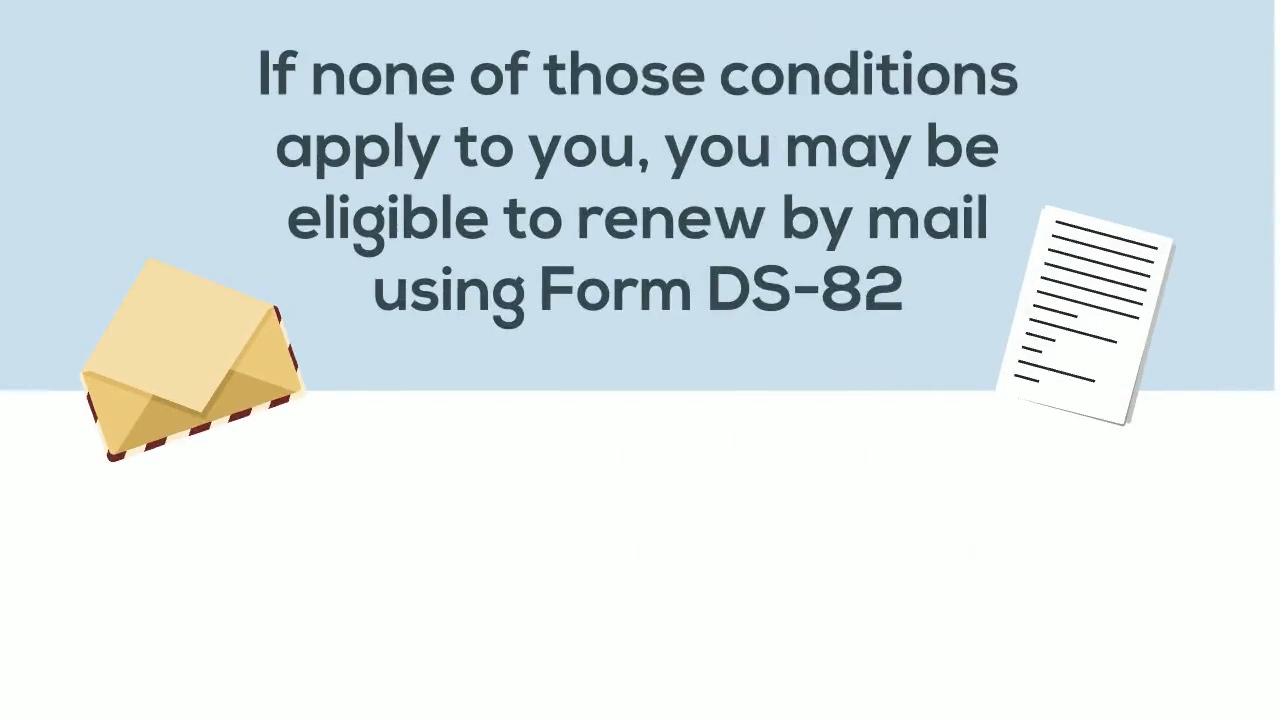 If none of those conditions
apply to you, you may be
eligible to renew by mail
using Form DS-82